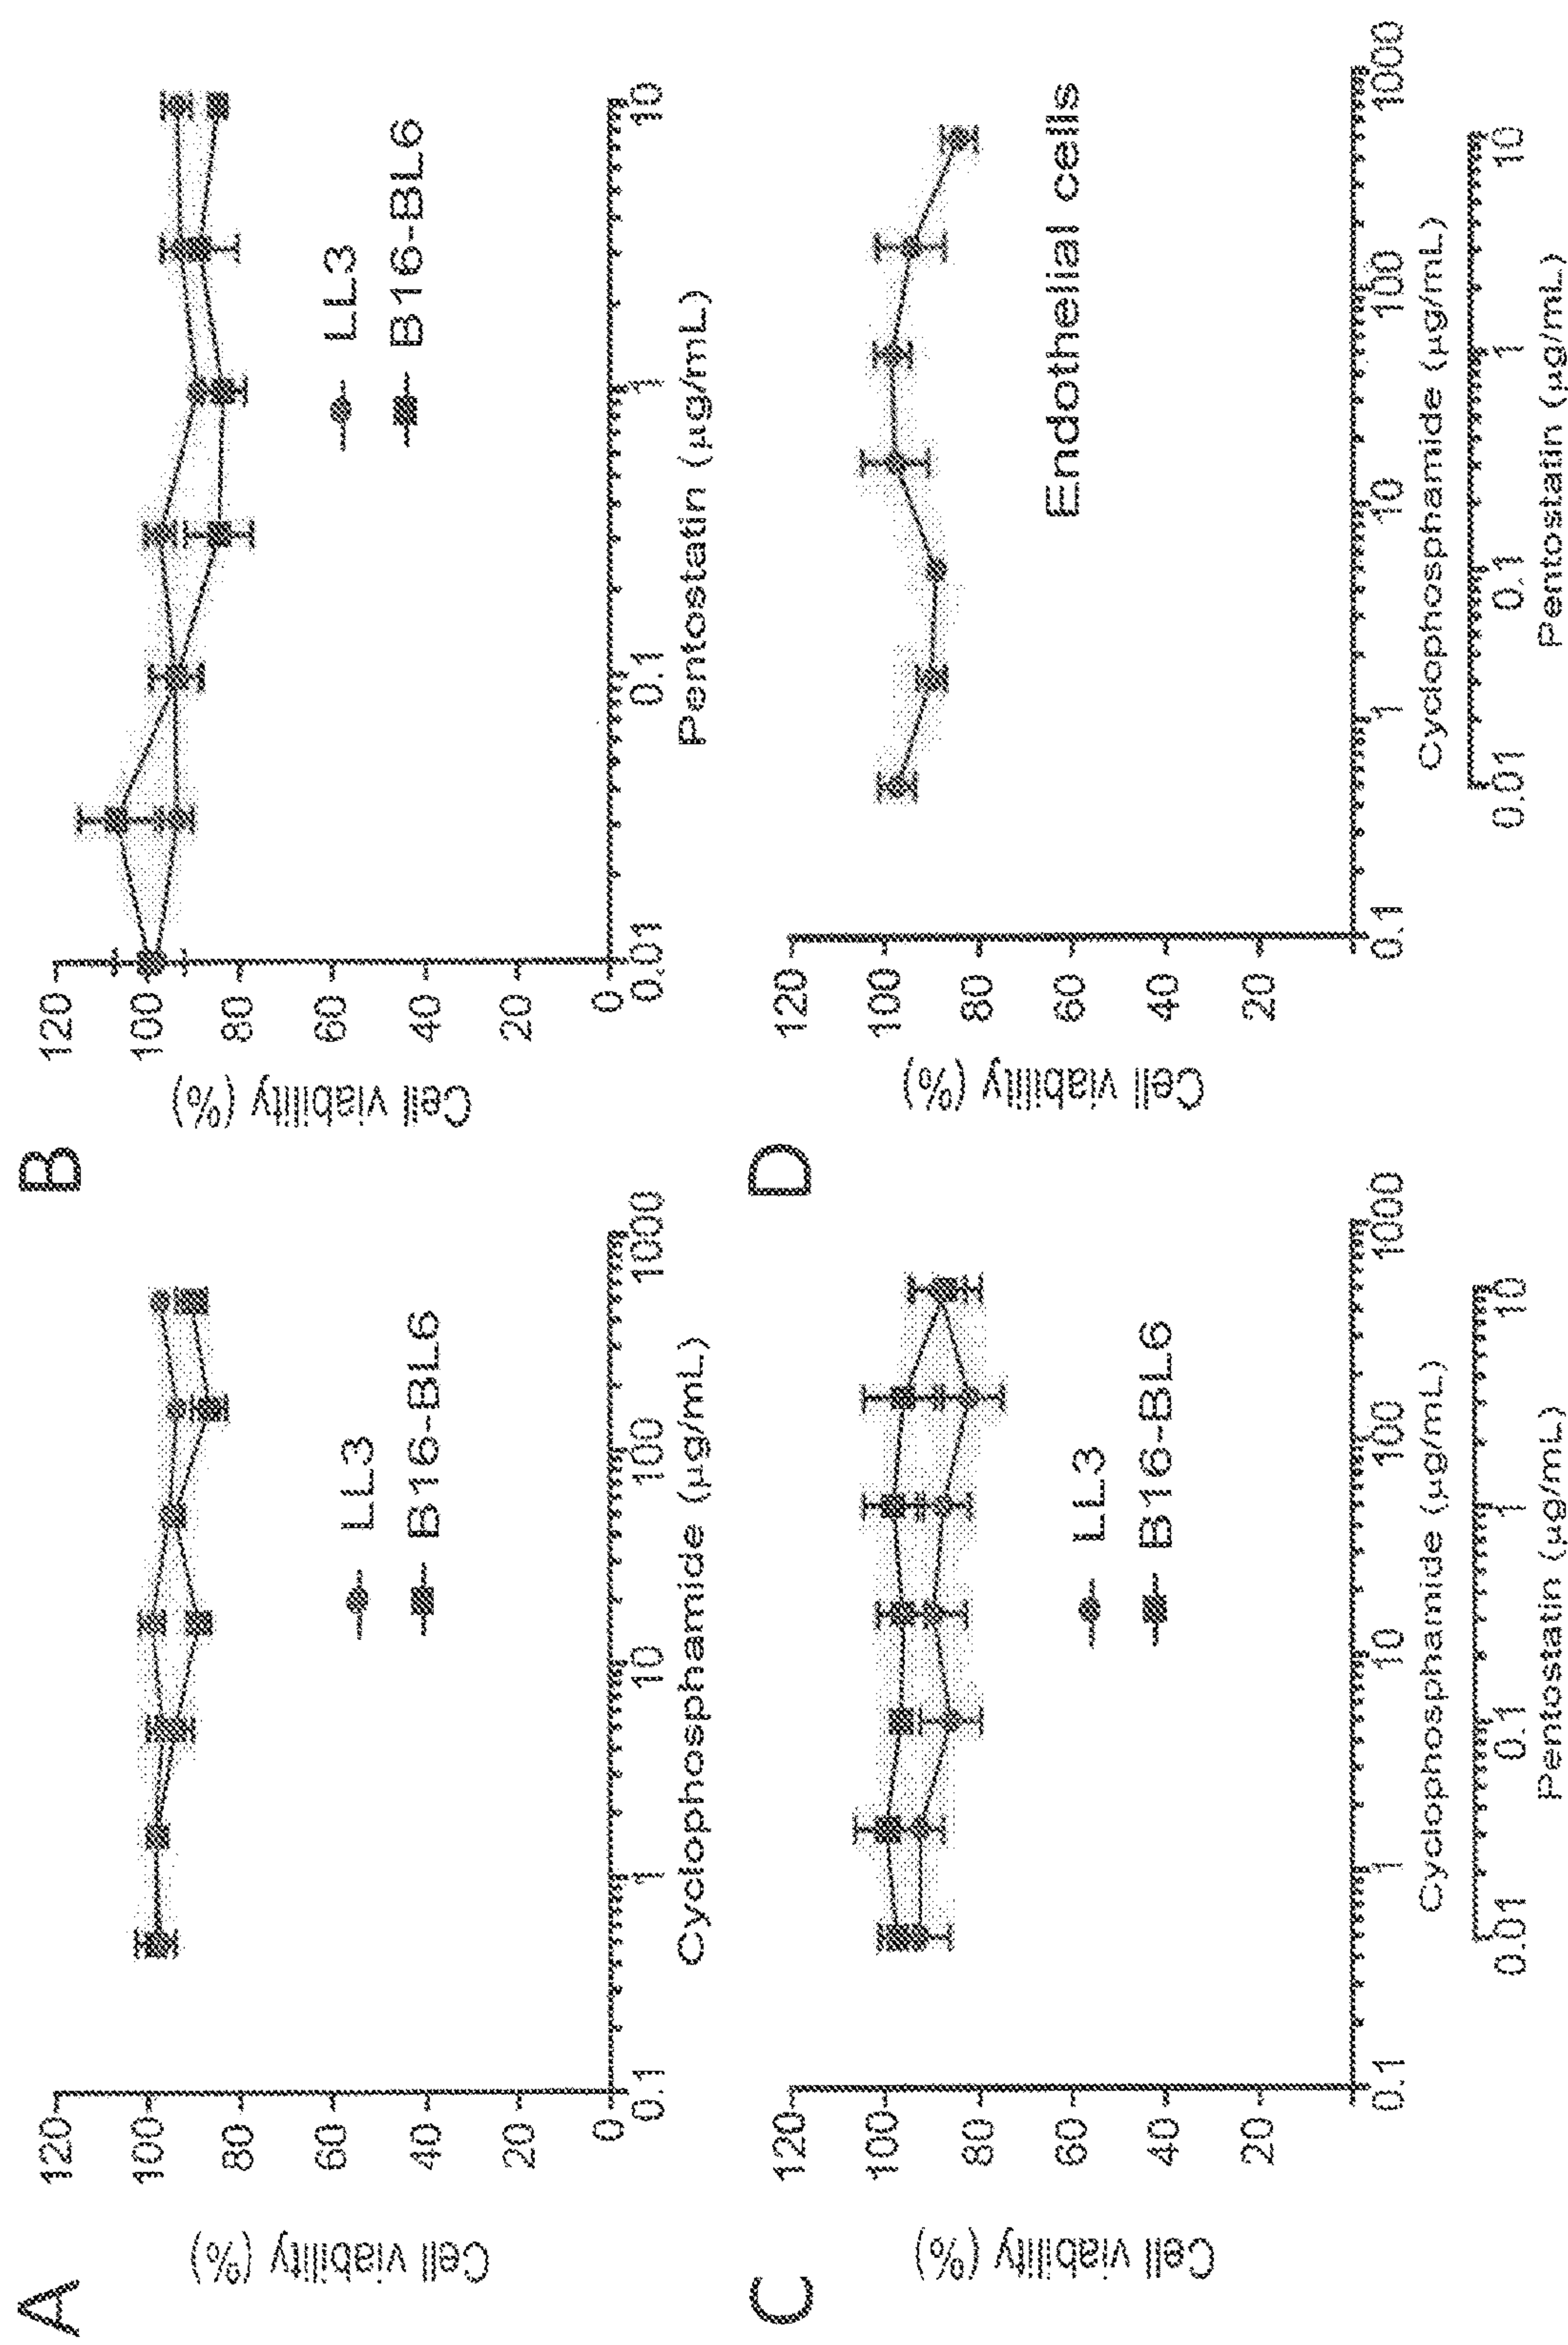 A
Cell viability (%)
120
100
80
60
40
20
0
0.1
1
10
100
1000
Cyclophosphamide (µg/mL)
LL3
B16-BL6
B
Cell viability (%)
120
100
80
60
40
20
0
0.01
0.1
1
10
Pentostatin (µg/mL)
LL3
B16-BL6
C
Cell viability (%)
120
100
80
60
40
20
0.1
1
10
100
1000
Cyclophosphamide (µg/mL)
0.01
0.1
1
10
Pentostatin (µg/mL)
LL3
B16-BL6
D
Cell viability (%)
120
100
80
60
40
20
Endothelial cells
0.1
1
10
100
1000
Cyclophosphamide (µg/mL)
0.01
0.1
1
10
Pentostatin (µg/mL)